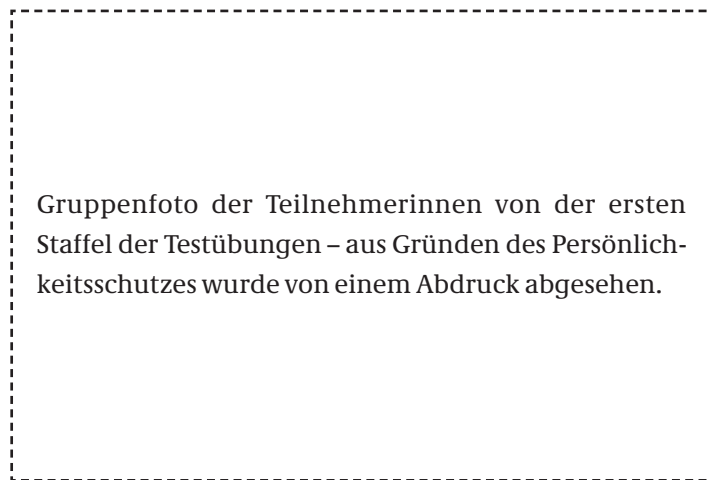 Gruppenfoto der Teilnehmerinnen von der ersten
Staffel der Testübungen – aus Gründen des Persönlich-
keitsschutzes wurde von einem Abdruck abgesehen.